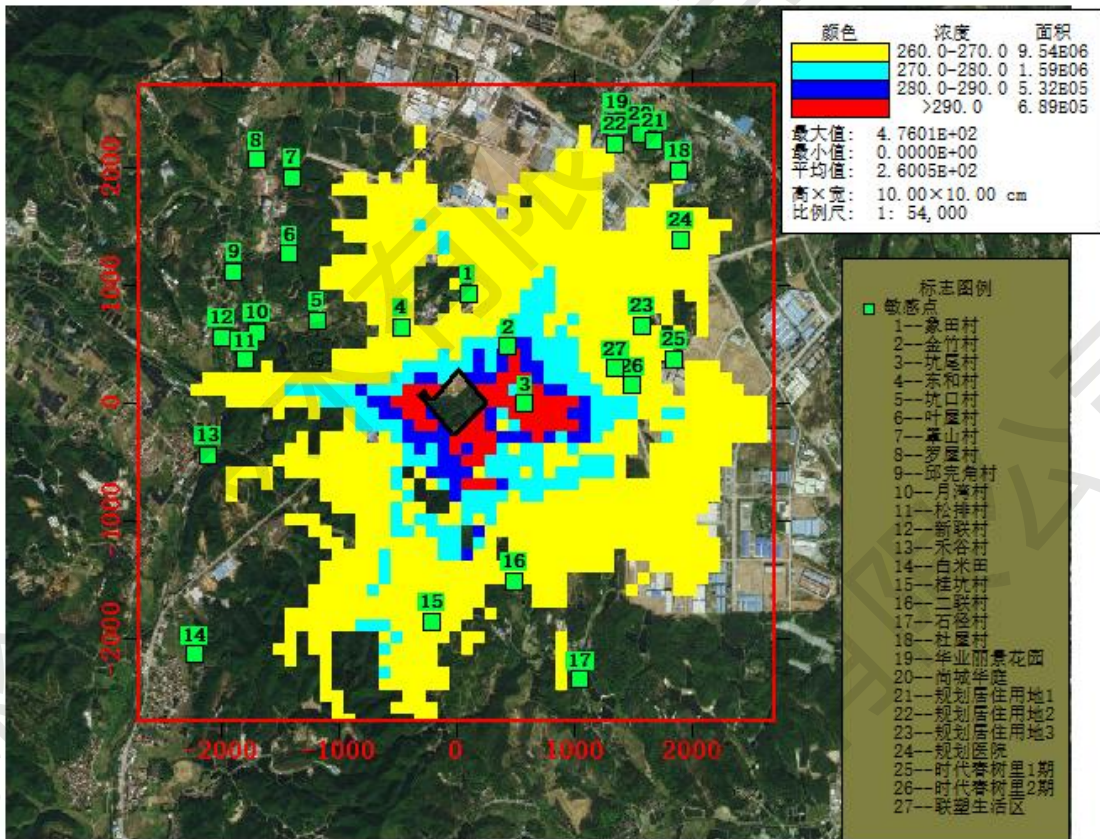 颜色 浓度 面积
260.0-270.0 9.54E06
270.0-280.0 1.59E06
280.0-290.0 5.32E05
>290.0 6.89E05
最大值: 4.7601E+02
最小值: 0.0000E+00
平均值: 2.6005E+02
高×宽: 10.00×10.00 cm
比例尺: 1: 54,000
标志图例
敏感点
1--象田村
2--金竹村
3--坑尾村
4--东和村
5--坑口村
6--叶屋村
7--覃山村
8--罗屋村
9--邱完角村
10--月湾村
11--松排村
12--新联村
13--禾谷村
14--白米田
15--桂坑村
16--二联村
17--石径村
18--杜屋村
19--华业丽景花园
20--尚城华庭
21--规划居住用地1
22--规划居住用地2
23--规划居住用地3
24--规划医院
25--时代春树里1期
26--时代春树里2期
27--联塑生活区
19
20
21
22
8
7
18
24
6
9
1
5
10
12
4
23
2
11
25
27
26
3
13
16
15
14
17
2000
1000
0
-1000
-2000
-2000 -1000 0 1000 2000